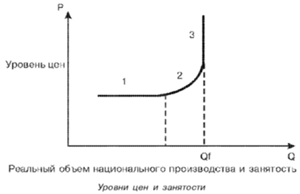 P
3
Уровень цен
1
2
Qf
Q
Реальный объем национального производства и занятость
Уровни цен и занятости